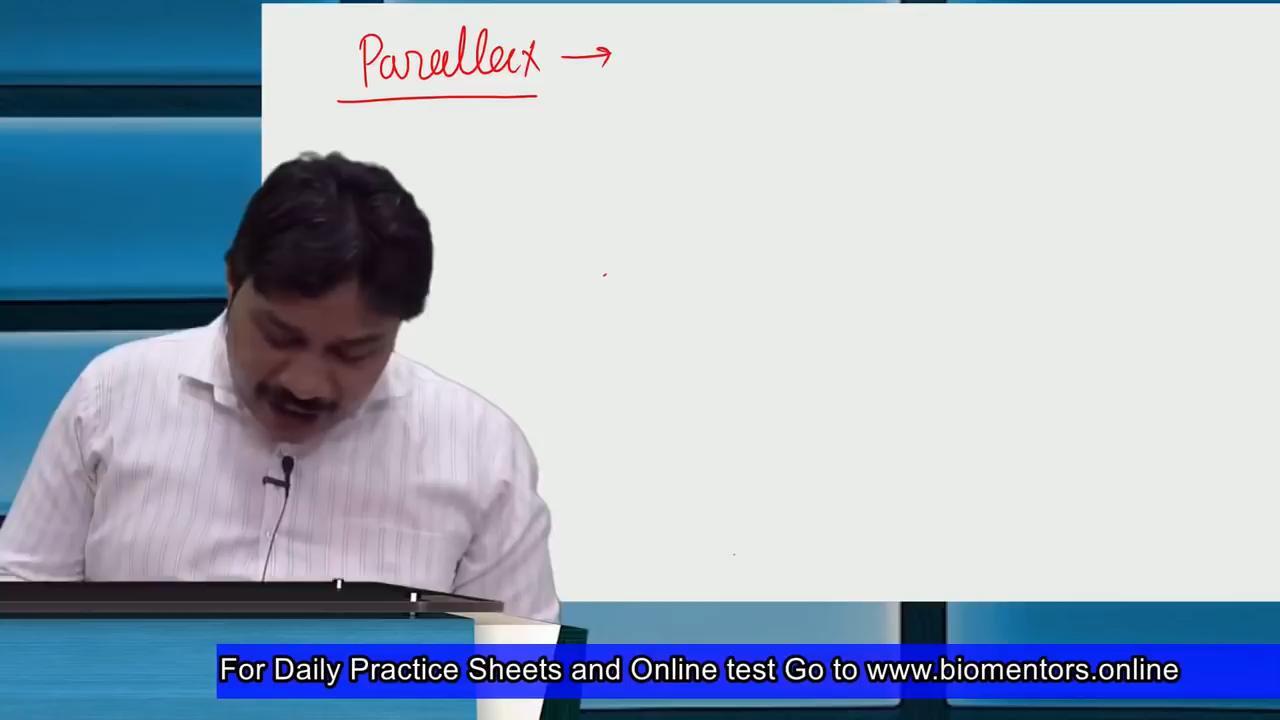 Parallax →
For Daily Practice Sheets and Online test Go to www.biomentors.online